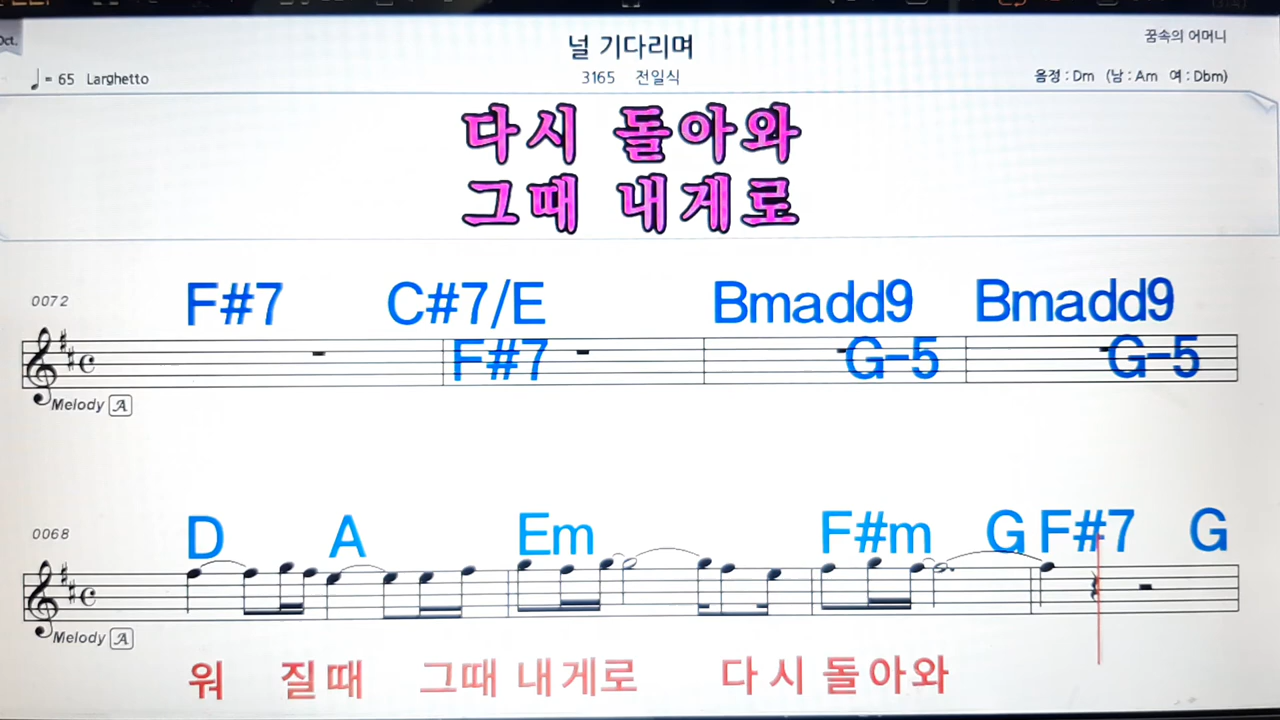 Oct.
널 기다리며
꿈속의 어머니
♩= 65 Larghetto
3165 전일식
음정 : Dm (남 : Am 여 : Dbm)
다시 돌아와
그때 내게로
0072
F#7 C#7/E Bmadd9 Bmadd9
F#7 G-5 G-5
Melody A
0068
D A Em F#m G F#7 G
Melody A
워 질때 그때 내게로 다시 돌아와